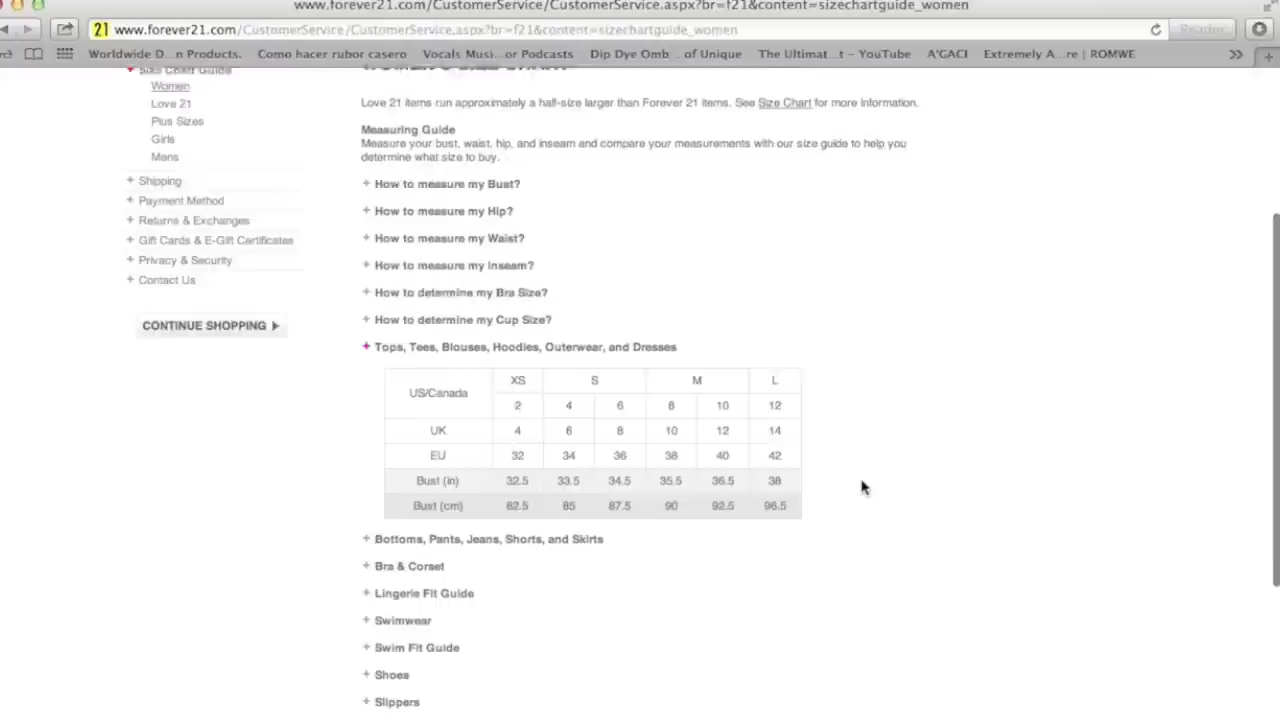 www.forever21.com/CustomerService/CustomerService.aspx?br=f21&content=sizechartguide_women
21 www.forever21.com/CustomerService/CustomerService.aspx?br=f21&content=sizechartguide_women Reader
Worldwide D...n Products. Como hacer rubor casero Vocals Musi...or Podcasts Dip Dye Omb...of Unique The Ultimat...t – YouTube A'GACI Extremely A...re | ROMWE
Size Chart Guide
Women
Love 21
Plus Sizes
Girls
Mens
+ Shipping
+ Payment Method
+ Returns & Exchanges
+ Gift Cards & E-Gift Certificates
+ Privacy & Security
+ Contact Us
CONTINUE SHOPPING
Love 21 items run approximately a half-size larger than Forever 21 items. See Size Chart for more information.
Measuring Guide
Measure your bust, waist, hip, and inseam and compare your measurements with our size guide to help you
determine what size to buy.
+ How to measure my Bust?
+ How to measure my Hip?
+ How to measure my Waist?
+ How to measure my Inseam?
+ How to determine my Bra Size?
+ How to determine my Cup Size?
+ Tops, Tees, Blouses, Hoodies, Outerwear, and Dresses
US/Canada XS S M L
2 4 6 8 10 12
UK 4 6 8 10 12 14
EU 32 34 36 38 40 42
Bust (in) 32.5 33.5 34.5 35.5 36.5 38
Bust (cm) 82.5 85 87.5 90 92.5 96.5
+ Bottoms, Pants, Jeans, Shorts, and Skirts
+ Bra & Corset
+ Lingerie Fit Guide
+ Swimwear
+ Swim Fit Guide
+ Shoes
+ Slippers